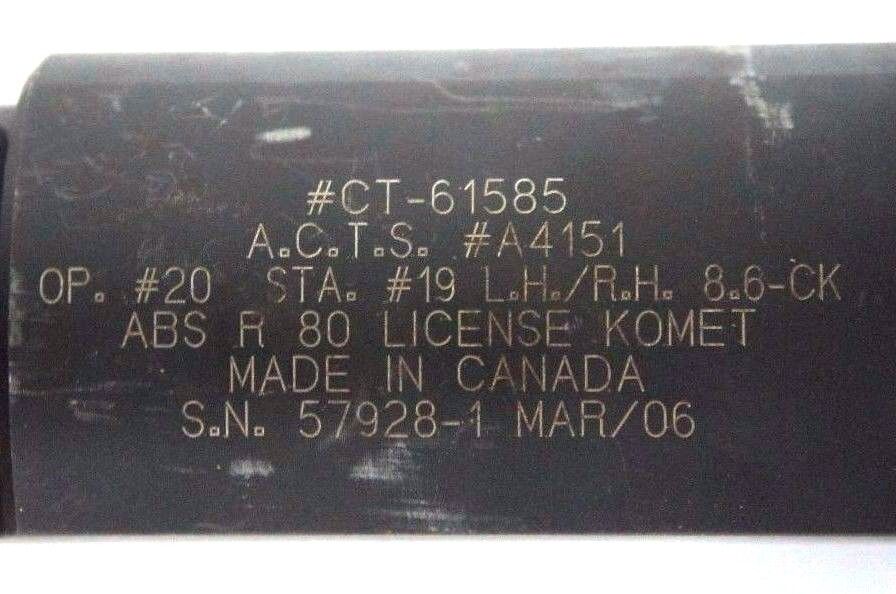 #CT-61585
A.C.T.S. #A4151
OP. #20 STA. #19 L.H./R.H. 8.6-CK
ABS R 80 LICENSE KOMET
MADE IN CANADA
S.N. 57928-1 MAR/06